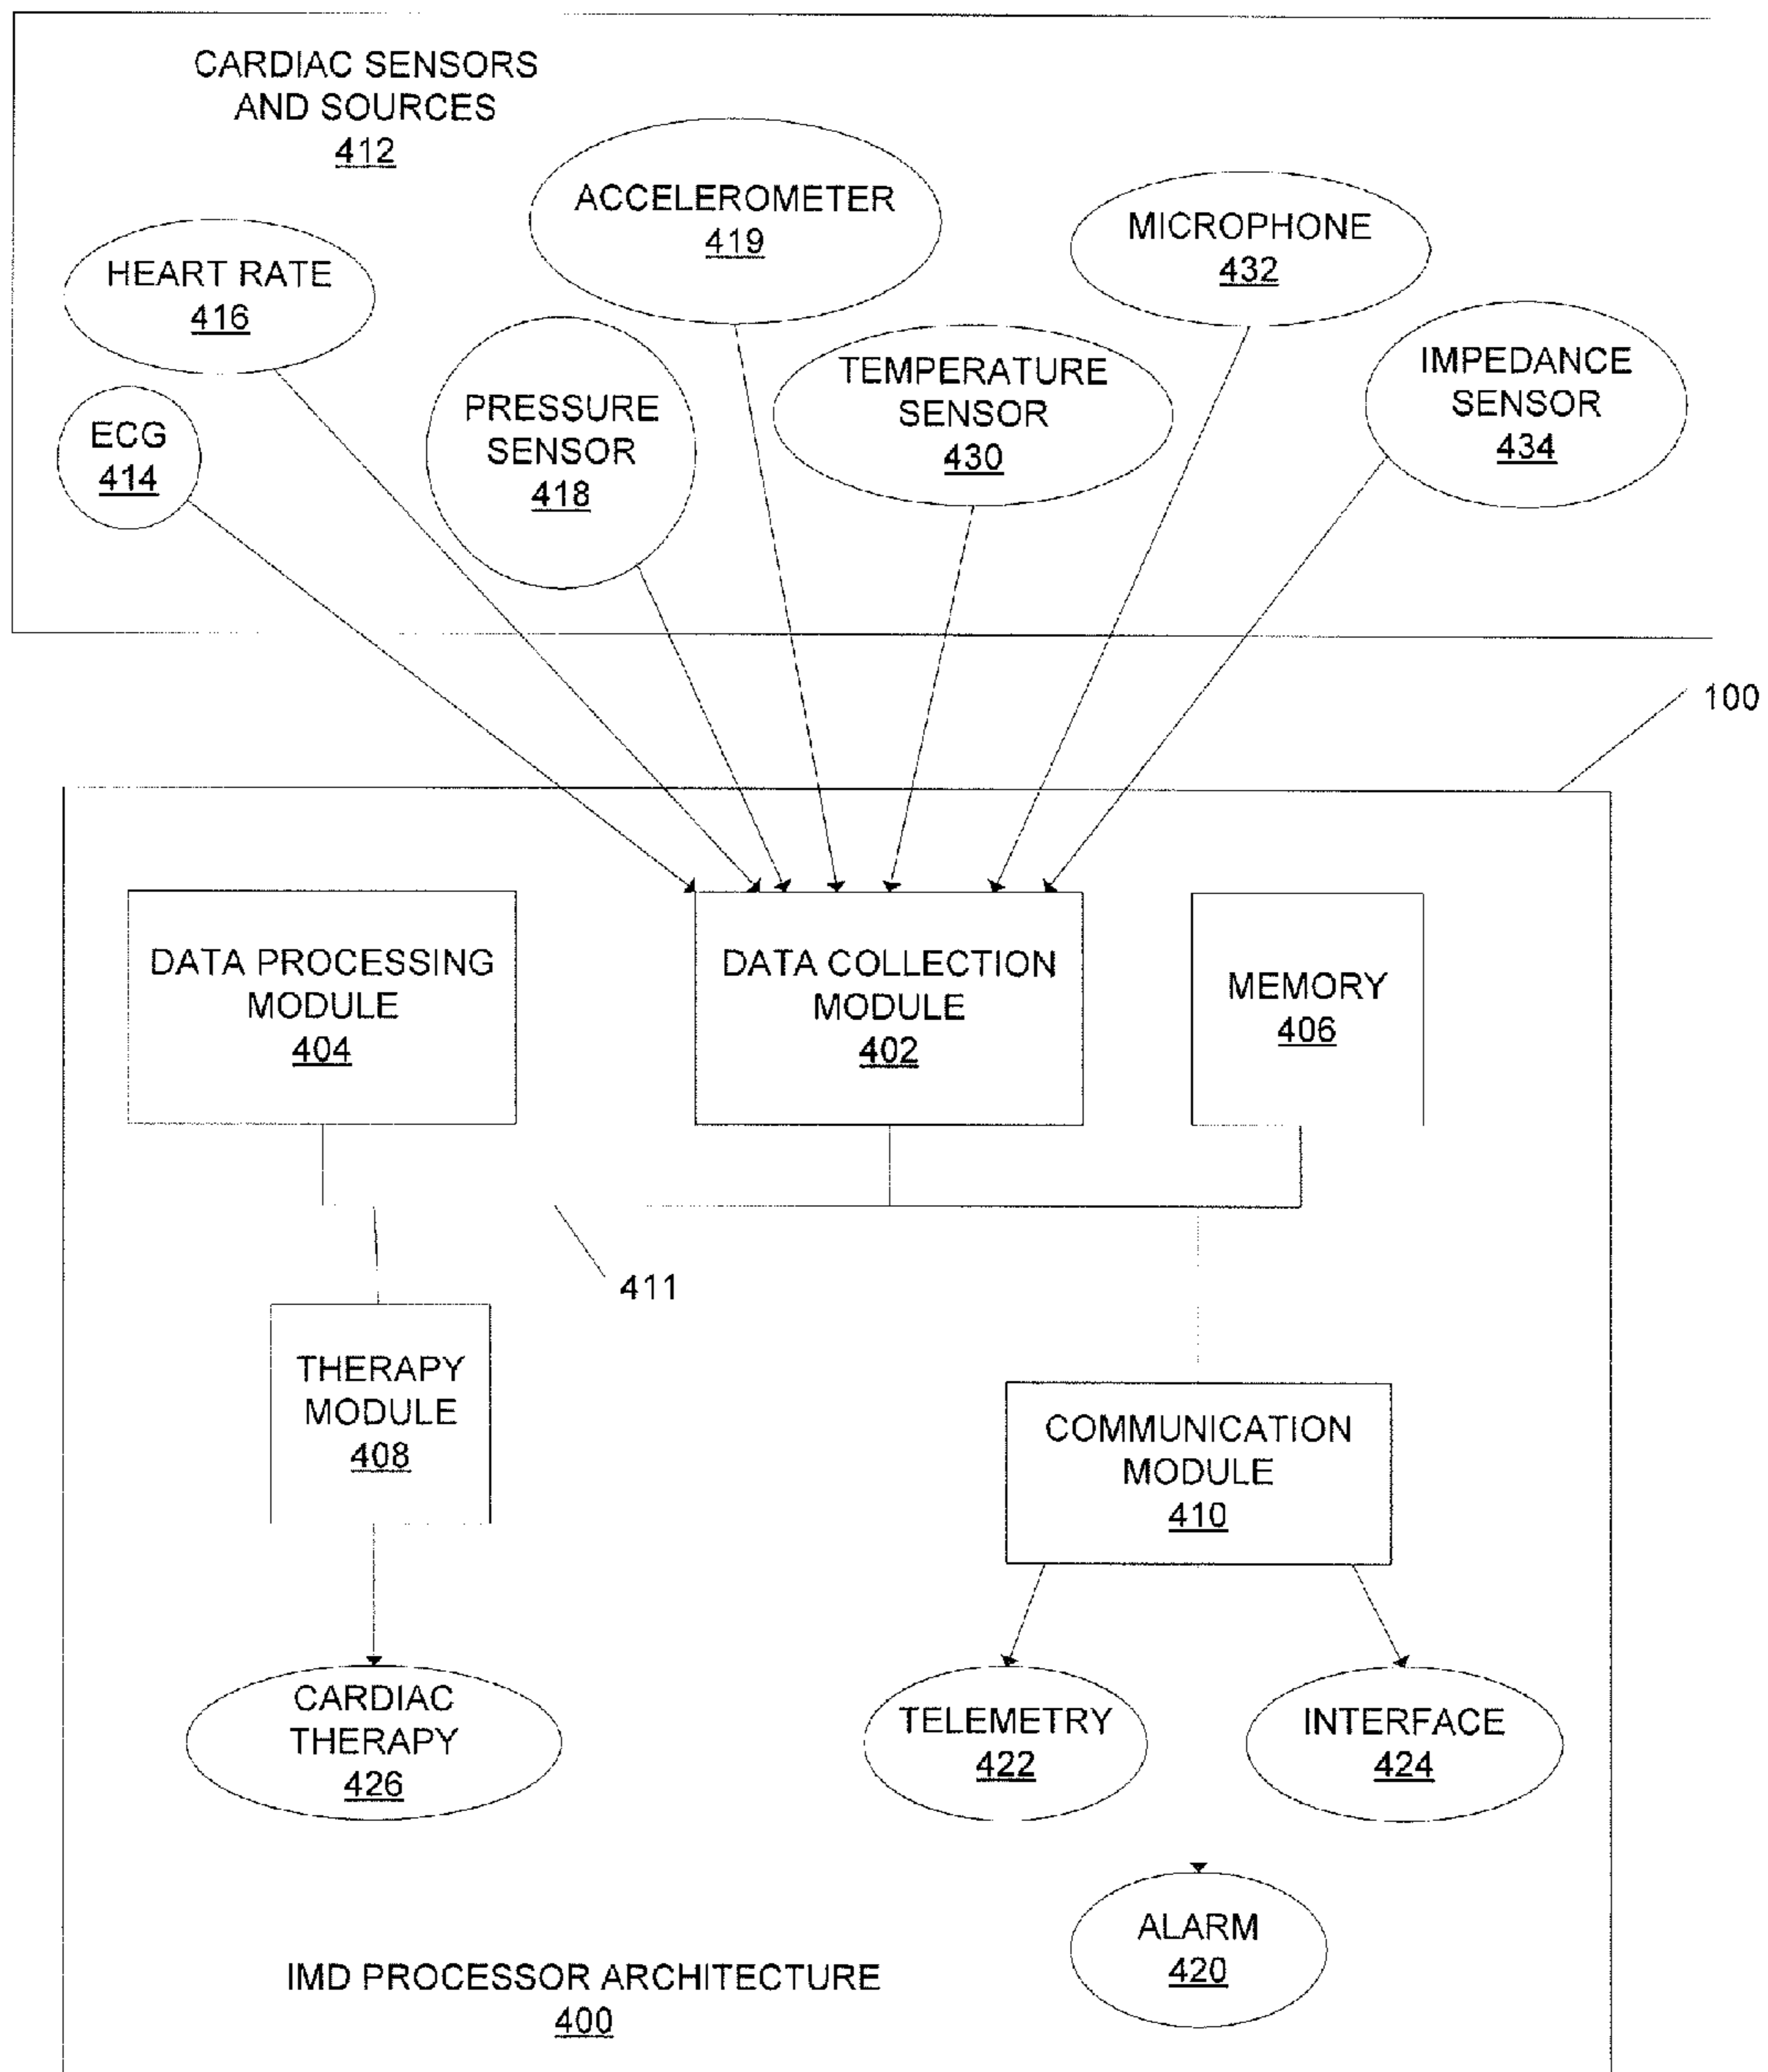 CARDIAC SENSORS
AND SOURCES
412
ACCELEROMETER
419
MICROPHONE
432
HEART RATE
416
ECG
414
PRESSURE
SENSOR
418
TEMPERATURE
SENSOR
430
IMPEDANCE
SENSOR
434
100
DATA PROCESSING
MODULE
404
DATA COLLECTION
MODULE
402
MEMORY
406
411
THERAPY
MODULE
408
COMMUNICATION
MODULE
410
CARDIAC
THERAPY
426
TELEMETRY
422
INTERFACE
424
ALARM
420
IMD PROCESSOR ARCHITECTURE
400